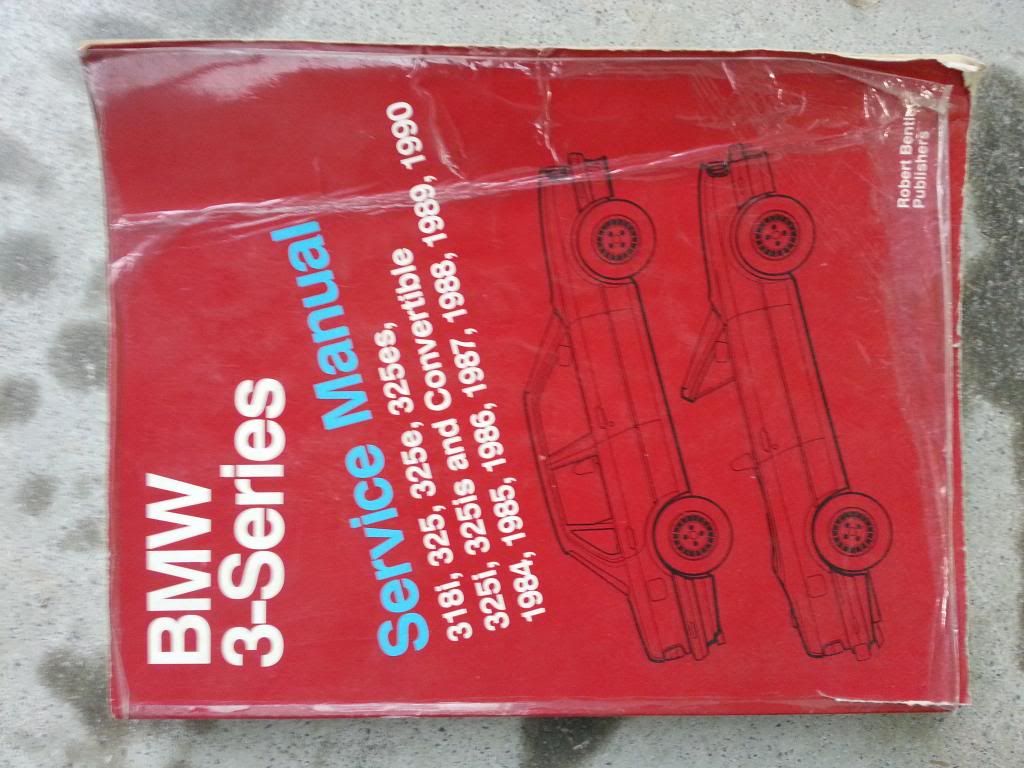 BMW
3-Series
Service Manual
318i, 325, 325e, 325es,
325i, 325is and Convertible
1984, 1985, 1986, 1987, 1988, 1989, 1990
Robert Bentley
Publishers